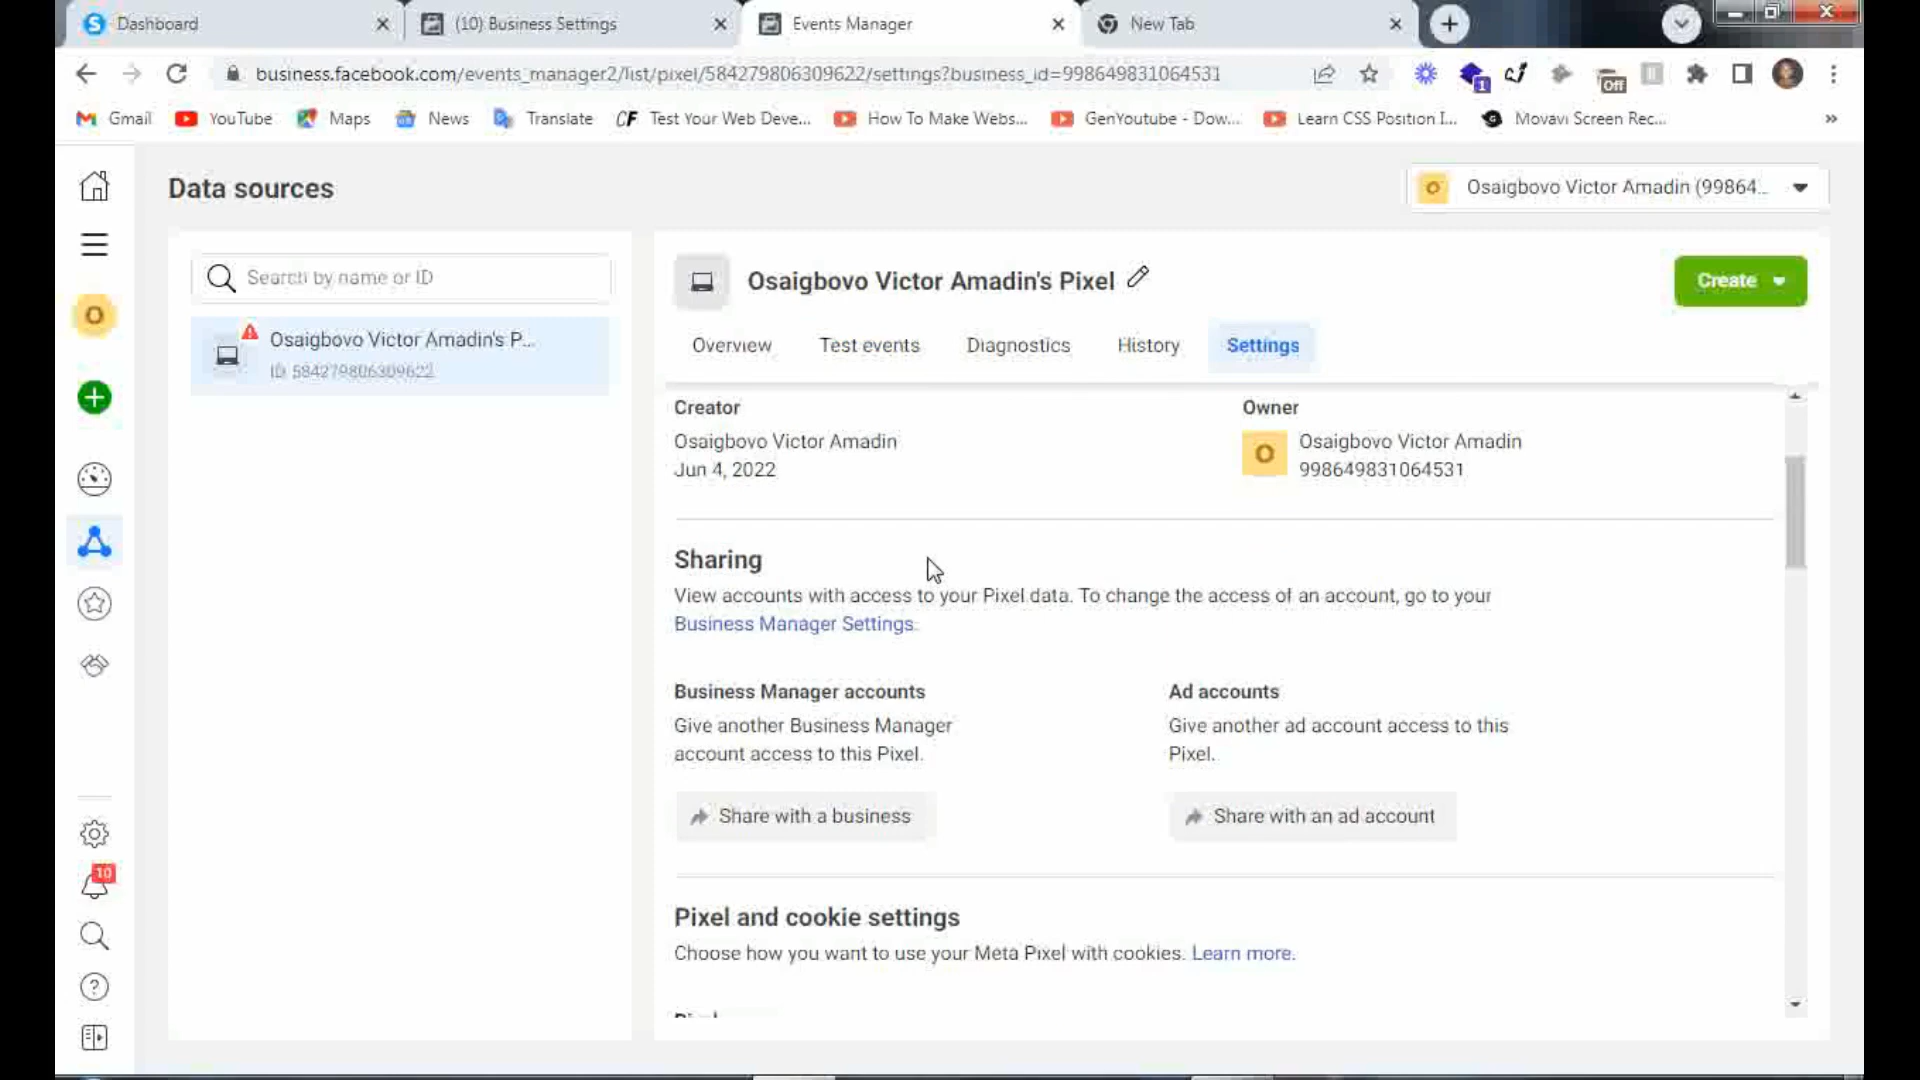 Dashboard
(10) Business Settings
Events Manager
New Tab
business.facebook.com/events_manager2/list/pixel/584279806309622/settings?business_id=998649831064531
1
Off
Gmail
YouTube
Maps
News
Translate
CF Test Your Web Deve...
How To Make Webs...
GenYoutube - Dow...
Learn CSS Position I...
Movavi Screen Rec...
»
Data sources
O Osaigbovo Victor Amadin (99864...
Search by name or ID
Osaigbovo Victor Amadin's Pixel
Create
O
Osaigbovo Victor Amadin's P...
ID: 584279806309622
Overview
Test events
Diagnostics
History
Settings
Creator
Owner
Osaigbovo Victor Amadin
Jun 4, 2022
O
Osaigbovo Victor Amadin
998649831064531
Sharing
View accounts with access to your Pixel data. To change the access of an account, go to your
Business Manager Settings.
Business Manager accounts
Give another Business Manager
account access to this Pixel.
Share with a business
Ad accounts
Give another ad account access to this
Pixel.
Share with an ad account
10
Pixel and cookie settings
Choose how you want to use your Meta Pixel with cookies. Learn more.